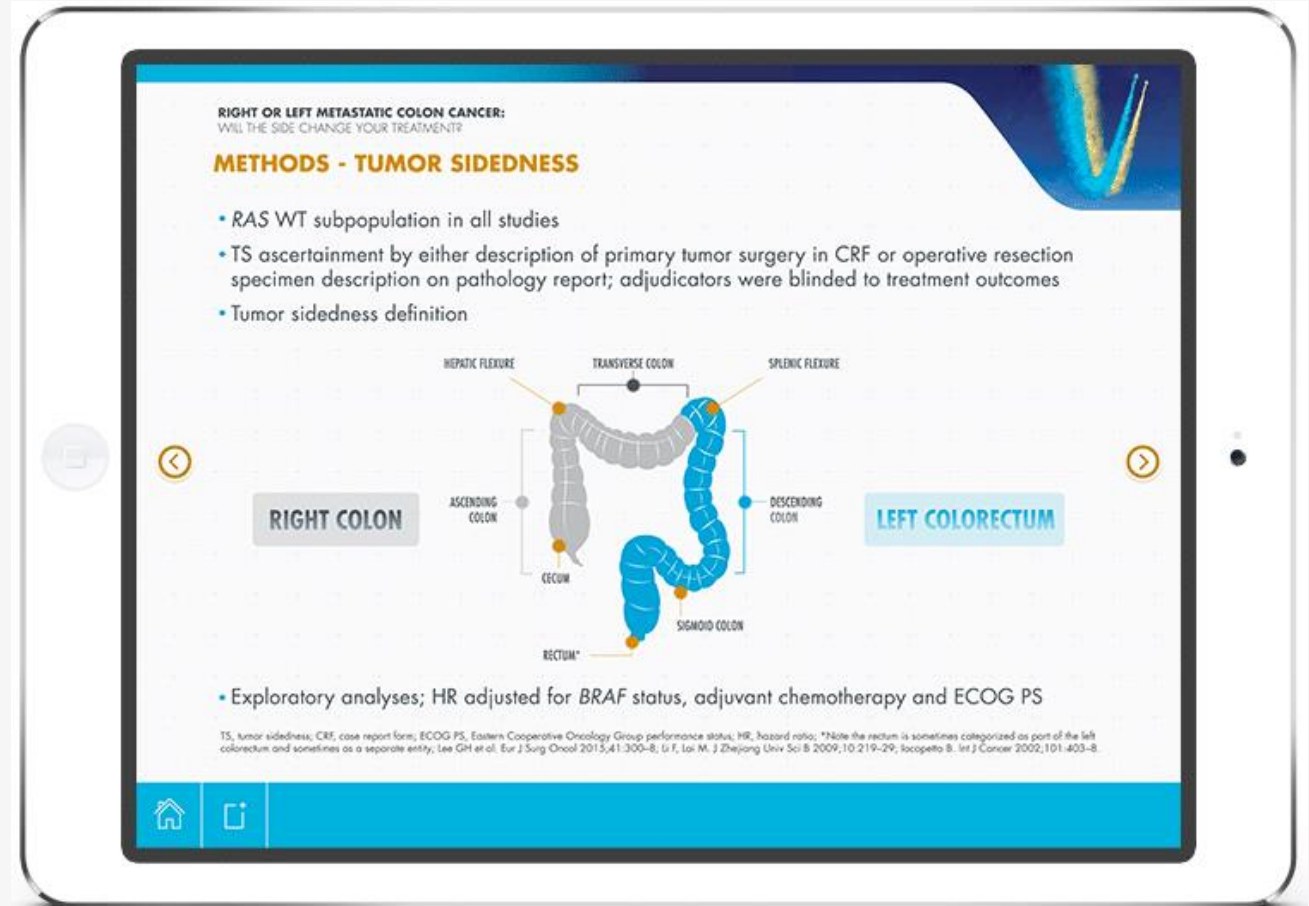 RIGHT OR LEFT METASTATIC COLON CANCER:
WILL THE SIDE CHANGE YOUR TREATMENT?
METHODS - TUMOR SIDEDNESS
• RAS WT subpopulation in all studies
• TS ascertainment by either description of primary tumor surgery in CRF or operative resection
specimen description on pathology report; adjudicators were blinded to treatment outcomes
• Tumor sidedness definition
HEPATIC FLEXURE
TRANSVERSE COLON
SPLENIC FLEXURE
ASCENDING
COLON
DESCENDING
COLON
RIGHT COLON
LEFT COLORECTUM
CECUM
SIGMOID COLON
RECTUM*
• Exploratory analyses; HR adjusted for BRAF status, adjuvant chemotherapy and ECOG PS
TS, tumor sidedness; CRF, case report form; ECOG PS, Eastern Cooperative Oncology Group performance status; HR, hazard ratio; *Note the rectum is sometimes categorized as part of the left
colorectum and sometimes as a separate entity; Lee GH et al. Eur J Surg Oncol 2015;41:300–8; Li F, Lai M. J Zhejiang Univ Sci B 2009;10:219–29; Iacopetta B. Int J Cancer 2002;101:403–8.